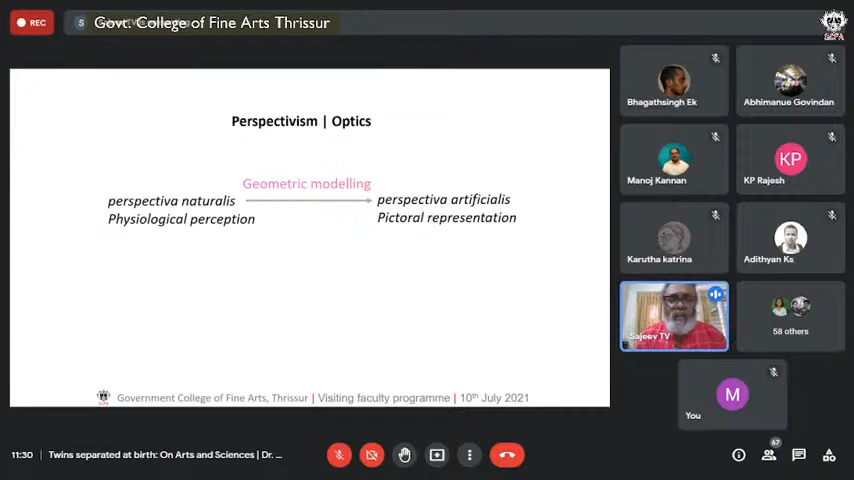 REC
S
Govt. College of Fine Arts Thrissur
GCFA
Perspectivism | Optics
Geometric modelling
perspectiva naturalis
Physiological perception
perspectiva artificialis
Pictoral representation
Government College of Fine Arts, Thrissur | Visiting faculty programme | 10th July 2021
Bhagathsingh Ek
Abhimanue Govindan
Manoj Kannan
KP
KP Rajesh
Karutha katrina
Adithyan Ks
Sajeev TV
58 others
M
You
11:30 | Twins separated at birth: On Arts and Sciences | Dr. ...
67